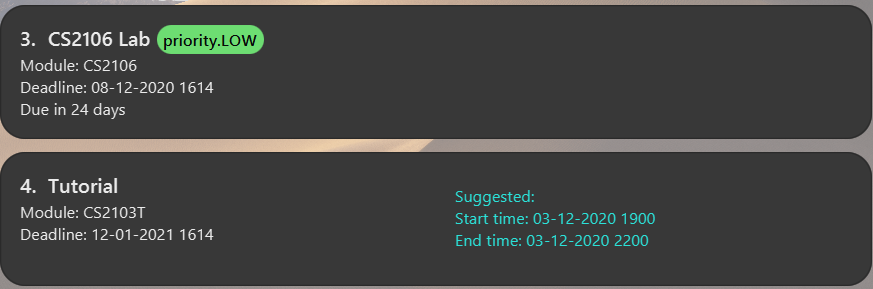 3. CS2106 Lab priority.LOW
Module: CS2106
Deadline: 08-12-2020 1614
Due in 24 days
4. Tutorial
Module: CS2103T
Deadline: 12-01-2021 1614
Suggested:
Start time: 03-12-2020 1900
End time: 03-12-2020 2200